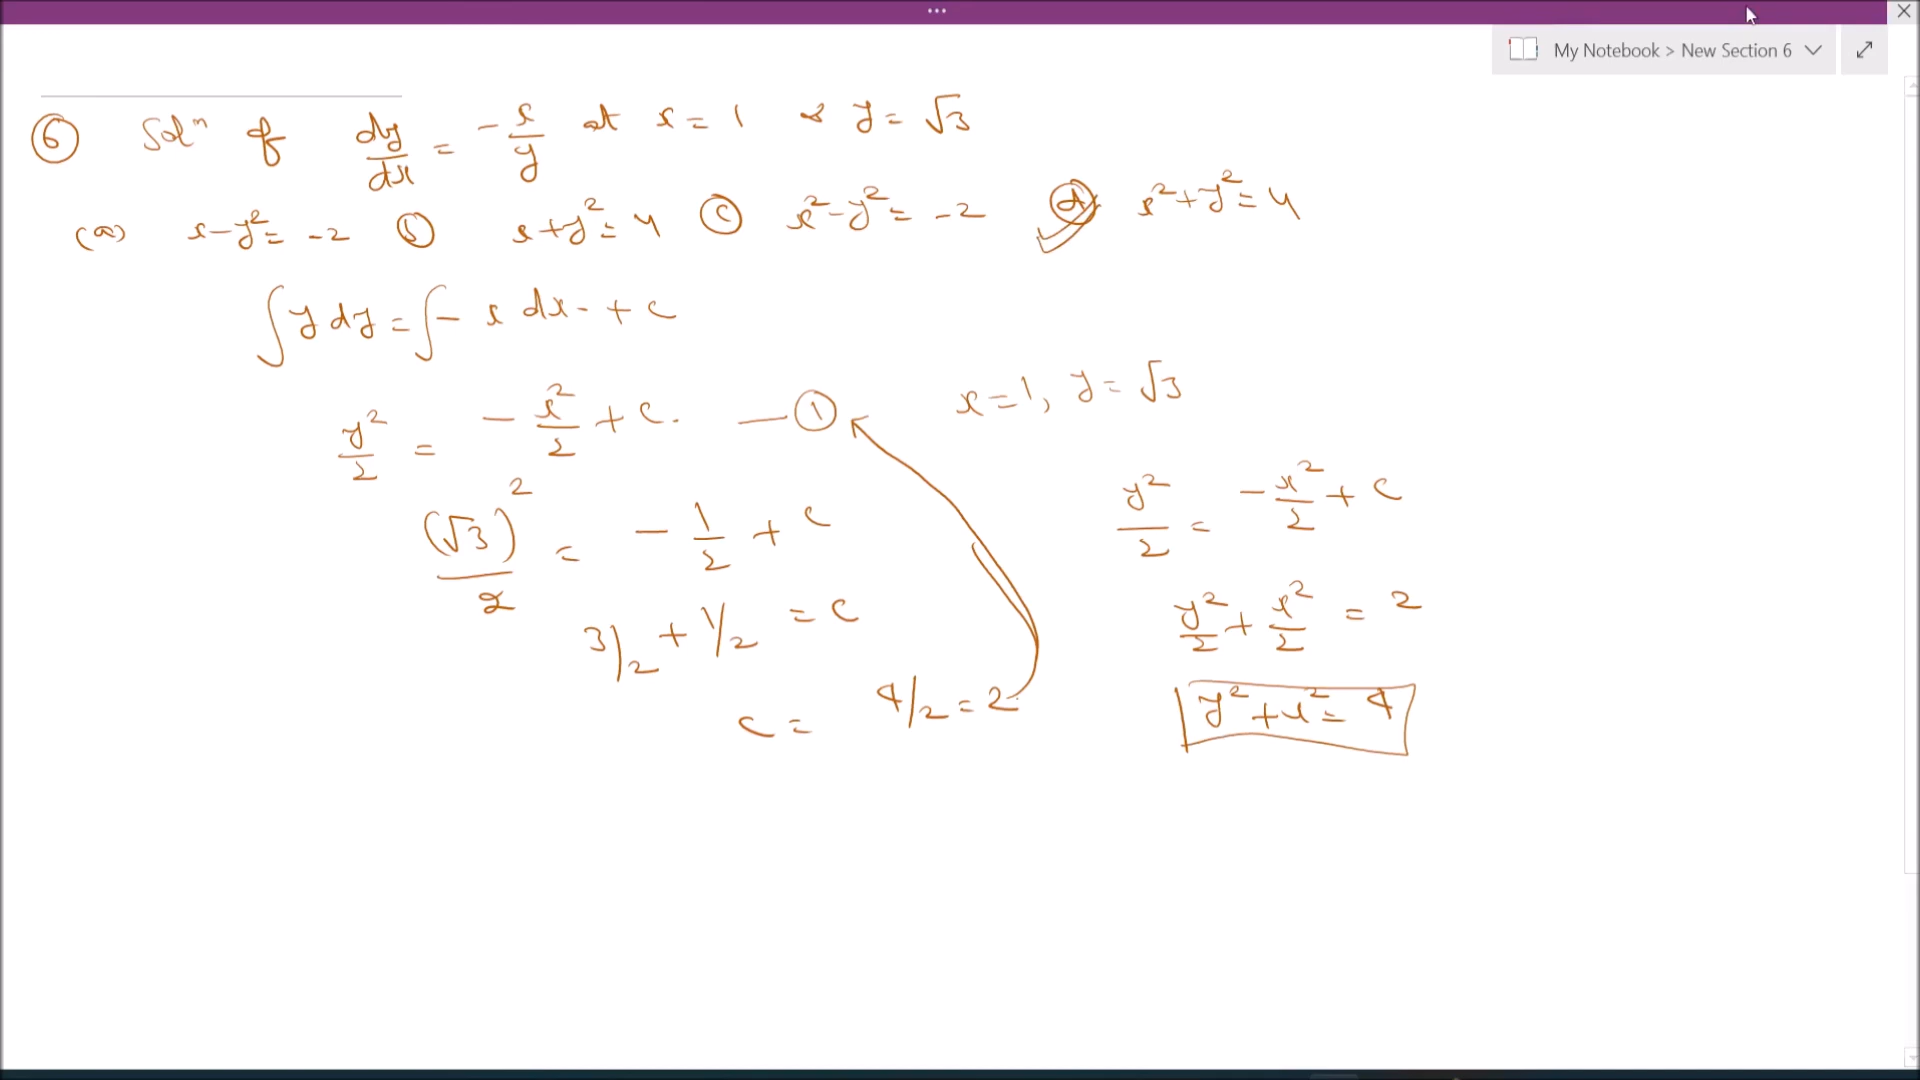 ...
My Notebook > New Section 6
⑥ Solⁿ of dy/dx = -x/y at x = 1 & y = √3
(a) x - y² = -2 ⓑ x + y² = 4 ⓒ x² - y² = -2 ⓓ x² + y² = 4
∫ y dy = ∫ - x dx + c
y²/2 = - x²/2 + c. — ①
(√3)²/2 = - 1/2 + c
3/2 + 1/2 = c
c = 4/2 = 2
x = 1, y = √3
y²/2 = - x²/2 + c
y²/2 + x²/2 = 2
y² + x² = 4